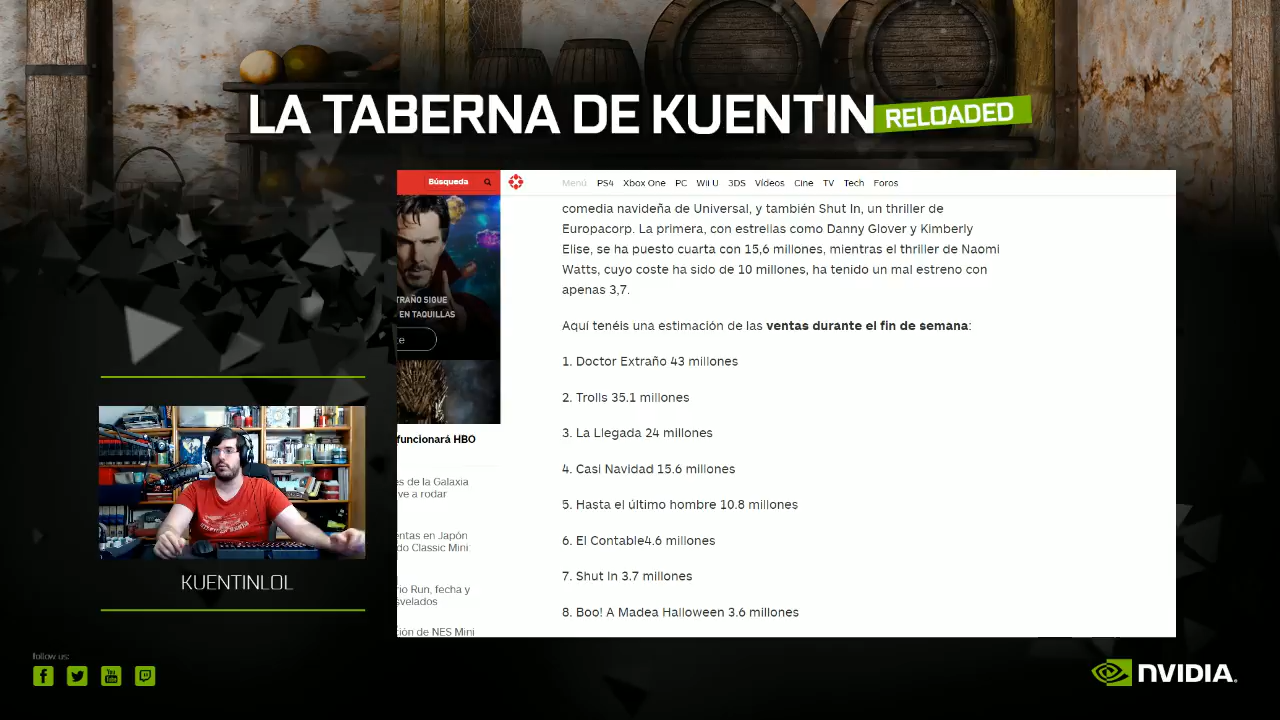 LA TABERNA DE KUENTIN RELOADED
Búsqueda
Menú PS4 Xbox One PC Wii U 3DS Vídeos Cine TV Tech Foros
comedia navideña de Universal, y también Shut In, un thriller de
Europacorp. La primera, con estrellas como Danny Glover y Kimberly
Elise, se ha puesto cuarta con 15,6 millones, mientras el thriller de Naomi
Watts, cuyo coste ha sido de 10 millones, ha tenido un mal estreno con
apenas 3,7.
Aquí tenéis una estimación de las ventas durante el fin de semana:
1. Doctor Extraño 43 millones
2. Trolls 35.1 millones
3. La Llegada 24 millones
4. Casi Navidad 15.6 millones
5. Hasta el último hombre 10.8 millones
6. El Contable4.6 millones
7. Shut In 3.7 millones
8. Boo! A Madea Halloween 3.6 millones
TRAÑO SIGUE
EN TAQUILLAS
te
funcionará HBO
es de la Galaxia
ve a rodar
entas en Japón
do Classic Mini
rio Run, fecha y
svelados
ción de NES Mini
KUENTINLOL
follow us:
You
Tube
NVIDIA.